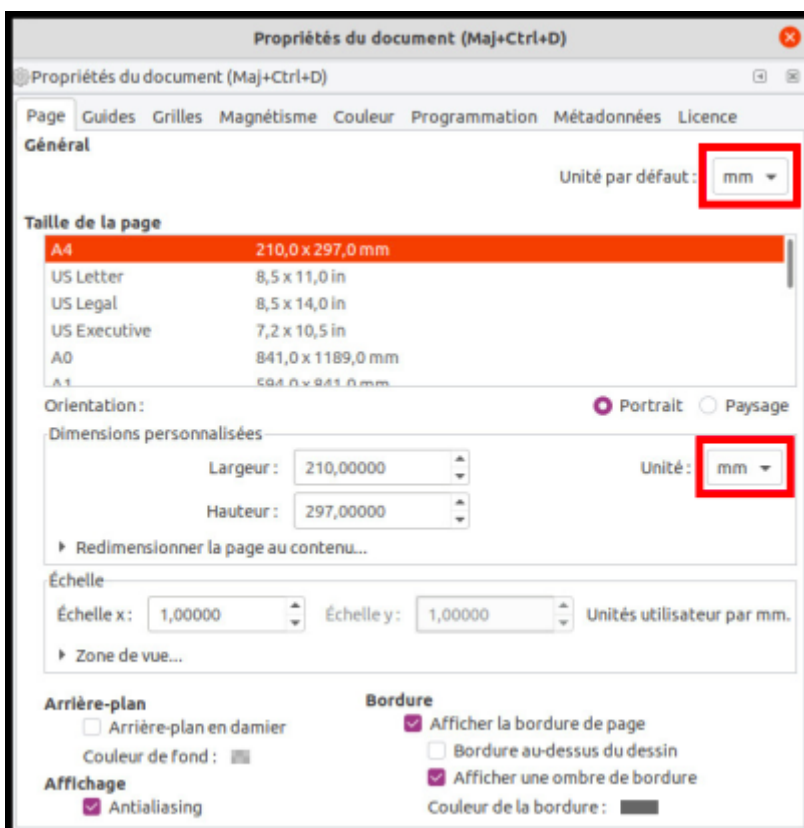 Propriétés du document (Maj+Ctrl+D)
Propriétés du document (Maj+Ctrl+D)
Page Guides Grilles Magnétisme Couleur Programmation Métadonnées Licence
Général
Unité par défaut : mm
Taille de la page
A4 210,0 x 297,0 mm
US Letter 8,5 x 11,0 in
US Legal 8,5 x 14,0 in
US Executive 7,2 x 10,5 in
A0 841,0 x 1189,0 mm
A1 594,0 x 841,0 mm
Orientation : Portrait Paysage
Dimensions personnalisées
Largeur : 210,00000 Unité : mm
Hauteur : 297,00000
Redimensionner la page au contenu...
Échelle
Échelle x : 1,00000 Échelle y : 1,00000 Unités utilisateur par mm.
Zone de vue...
Arrière-plan
Arrière-plan en damier
Couleur de fond :
Affichage
Antialiasing
Bordure
Afficher la bordure de page
Bordure au-dessus du dessin
Afficher une ombre de bordure
Couleur de la bordure :